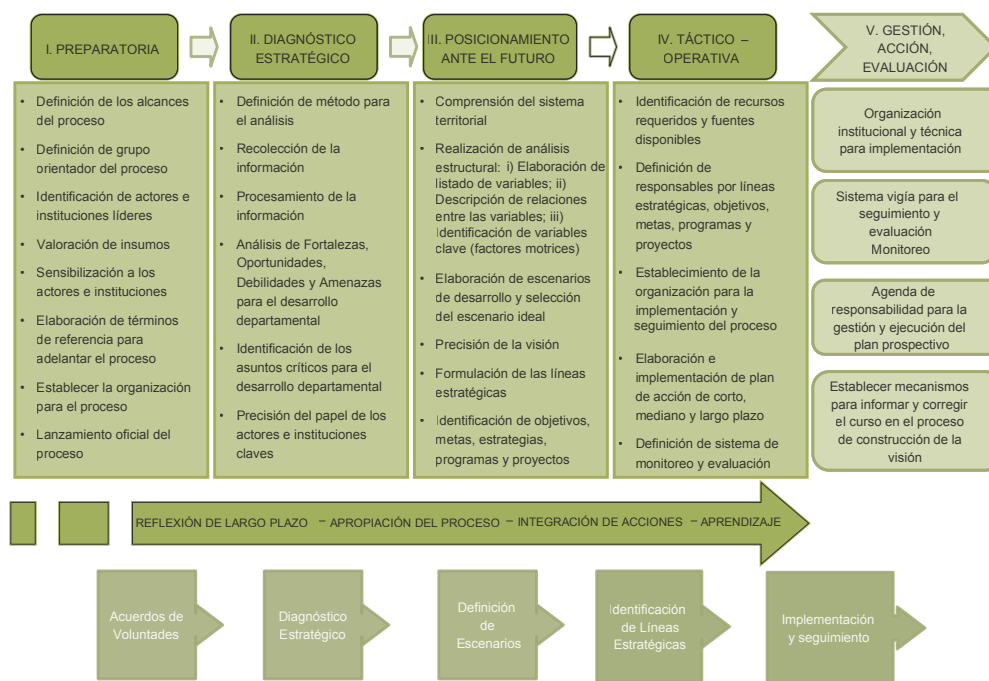 I. PREPARATORIA
• Definición de los alcances
del proceso
• Definición de grupo
orientador del proceso
• Identificación de actores e
instituciones líderes
• Valoración de insumos
• Sensibilización a los
actores e instituciones
• Elaboración de términos
de referencia para
adelantar el proceso
• Establecer la organización
para el proceso
• Lanzamiento oficial del
proceso
II. DIAGNÓSTICO
ESTRATÉGICO
• Definición de método para
el análisis
• Recolección de la
información
• Procesamiento de la
información
• Análisis de Fortalezas,
Oportunidades,
Debilidades y Amenazas
para el desarrollo
departamental
• Identificación de los
asuntos críticos para el
desarrollo departamental
• Precisión del papel de los
actores e instituciones
claves
III. POSICIONAMIENTO
ANTE EL FUTURO
• Comprensión del sistema
territorial
• Realización de análisis
estructural: i) Elaboración de
listado de variables; ii)
Descripción de relaciones
entre las variables; iii)
Identificación de variables
clave (factores motrices)
• Elaboración de escenarios
de desarrollo y selección
del escenario ideal
• Precisión de la visión
• Formulación de las líneas
estratégicas
• Identificación de objetivos,
metas, estrategias,
programas y proyectos
IV. TÁCTICO –
OPERATIVA
• Identificación de recursos
requeridos y fuentes
disponibles
• Definición de
responsables por líneas
estratégicas, objetivos,
metas, programas y
proyectos
• Establecimiento de la
organización para la
implementación y
seguimiento del proceso
• Elaboración e
implementación de plan
de acción de corto,
mediano y largo plazo
• Definición de sistema de
monitoreo y evaluación
V. GESTIÓN,
ACCIÓN,
EVALUACIÓN
Organización
institucional y técnica
para implementación
Sistema vigía para el
seguimiento y
evaluación
Monitoreo
Agenda de
responsabilidad para la
gestión y ejecución del
plan prospectivo
Establecer mecanismos
para informar y corregir
el curso en el proceso
de construcción de la
visión
REFLEXIÓN DE LARGO PLAZO – APROPIACIÓN DEL PROCESO – INTEGRACIÓN DE ACCIONES – APRENDIZAJE
Acuerdos de
Voluntades
Diagnóstico
Estratégico
Definición
de
Escenarios
Identificación
de Líneas
Estratégicas
Implementación
y seguimiento